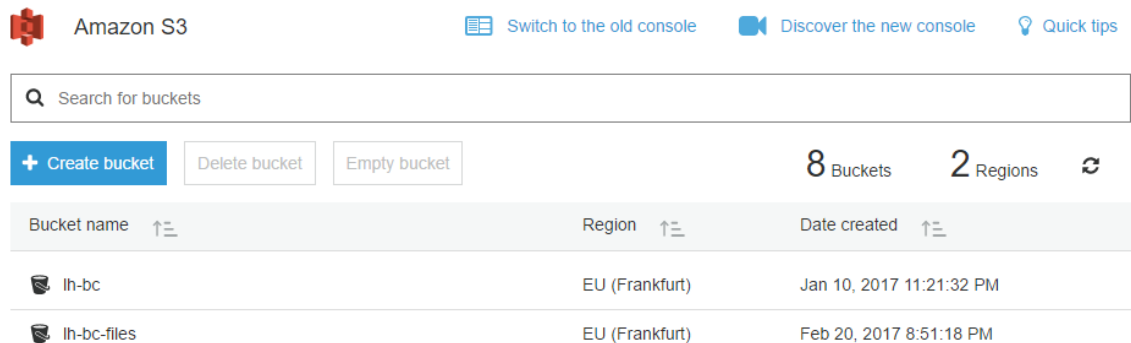 Amazon S3 Switch to the old console Discover the new console Quick tips
Search for buckets
Create bucket Delete bucket Empty bucket 8 Buckets 2 Regions
Bucket name Region Date created
lh-bc EU (Frankfurt) Jan 10, 2017 11:21:32 PM
lh-bc-files EU (Frankfurt) Feb 20, 2017 8:51:18 PM